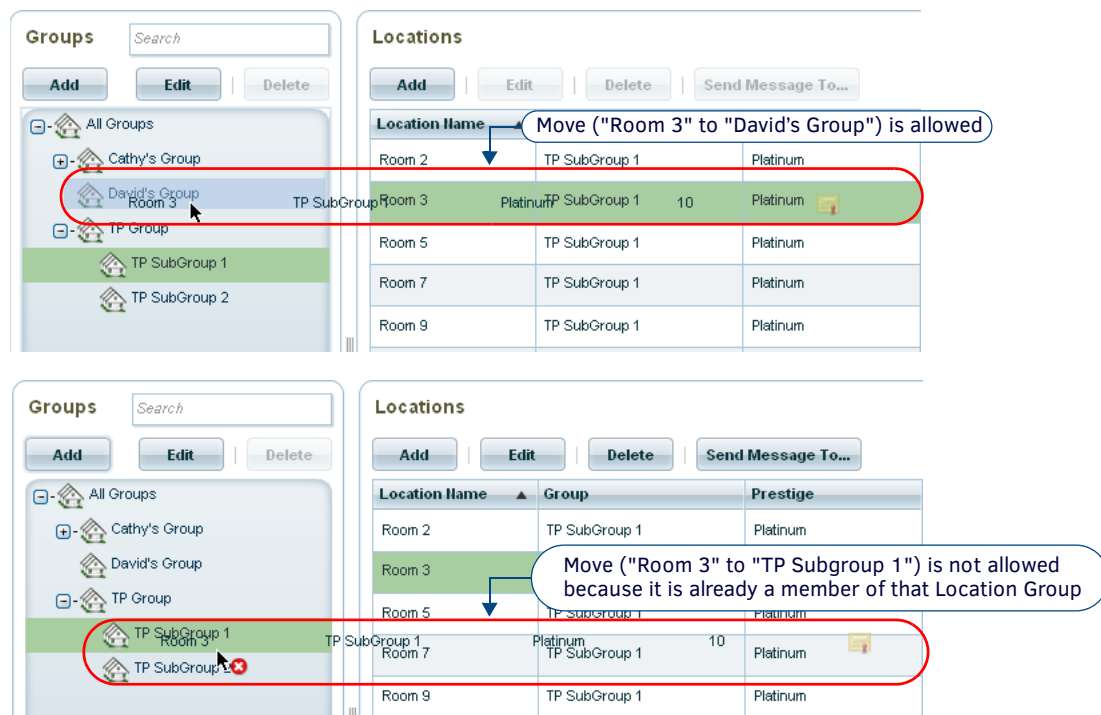 Groups
Search
Add
Edit
Delete
All Groups
Cathy's Group
David's Group
Room 3 TP SubGroup 1 Platinum 10
TP Group
TP SubGroup 1
TP SubGroup 2
Locations
Add
Edit
Delete
Send Message To...
Location Name
Move ("Room 3" to "David's Group") is allowed
Room 2 TP SubGroup 1 Platinum
Room 3 TP SubGroup 1 Platinum
Room 5 TP SubGroup 1 Platinum
Room 7 TP SubGroup 1 Platinum
Room 9 TP SubGroup 1 Platinum
Groups
Search
Add
Edit
Delete
All Groups
Cathy's Group
David's Group
TP Group
TP SubGroup 1
Room 3 TP SubGroup 1 Platinum 10
TP SubGroup
Locations
Add
Edit
Delete
Send Message To...
Location Name Group Prestige
Room 2 TP SubGroup 1 Platinum
Room 3
Move ("Room 3" to "TP Subgroup 1") is not allowed
because it is already a member of that Location Group
Room 5 TP SubGroup 1 Platinum
Room 7 TP SubGroup 1 Platinum
Room 9 TP SubGroup 1 Platinum